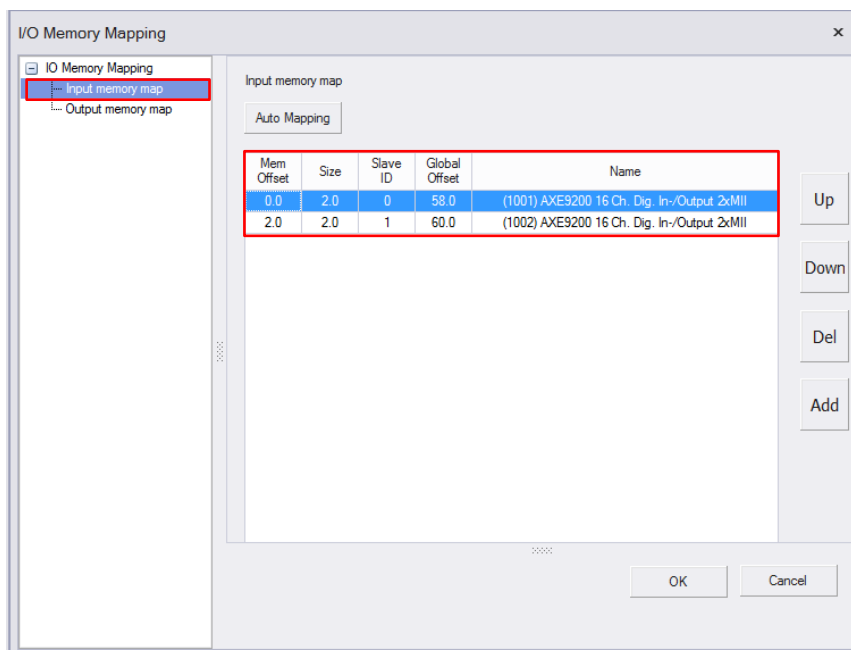 I/O Memory Mapping
×
IO Memory Mapping
Input memory map
Output memory map
Input memory map
Auto Mapping
Mem Offset Size Slave ID Global Offset Name
0.0 2.0 0 58.0 (1001) AXE9200 16 Ch. Dig. In-/Output 2xMII
2.0 2.0 1 60.0 (1002) AXE9200 16 Ch. Dig. In-/Output 2xMII
Up
Down
Del
Add
OK Cancel